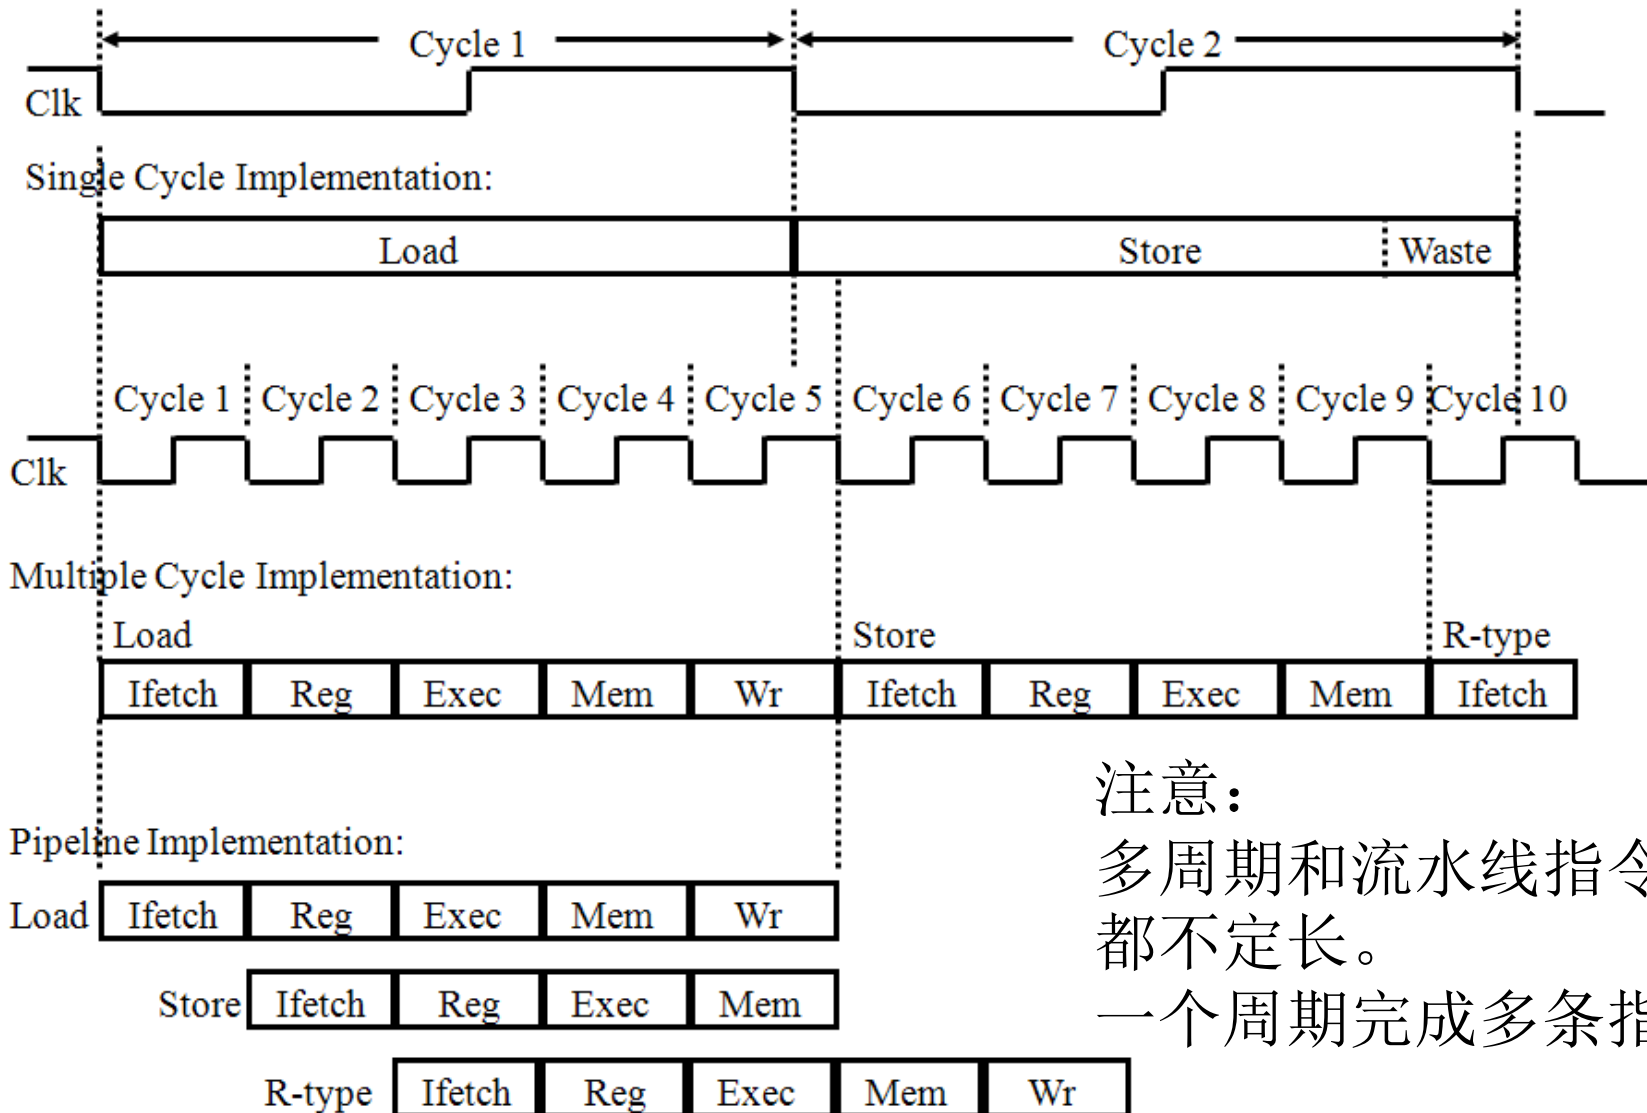 Cycle 1 Cycle 2
Clk
Single Cycle Implementation:
Load Store Waste
Cycle 1 Cycle 2 Cycle 3 Cycle 4 Cycle 5 Cycle 6 Cycle 7 Cycle 8 Cycle 9 Cycle 10
Clk
Multiple Cycle Implementation:
Load Store R-type
Ifetch Reg Exec Mem Wr Ifetch Reg Exec Mem Ifetch
注意：
Pipeline Implementation:
多周期和流水线指令
Load Ifetch Reg Exec Mem Wr
都不定长。
Store Ifetch Reg Exec Mem
一个周期完成多条指
R-type Ifetch Reg Exec Mem Wr